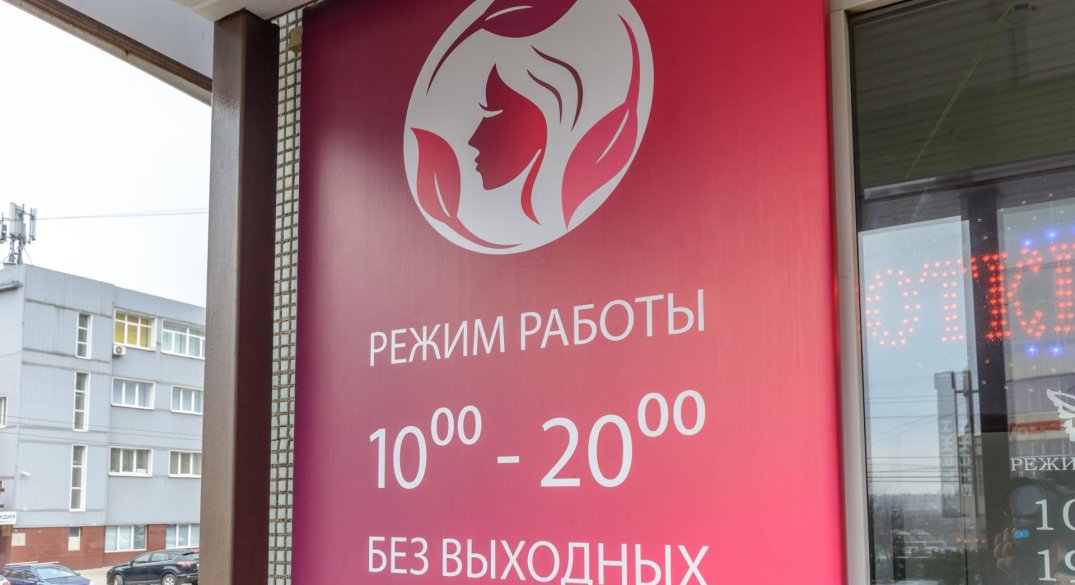 РЕЖИМ РАБОТЫ
10⁰⁰ - 20⁰⁰
БЕЗ ВЫХОДНЫХ